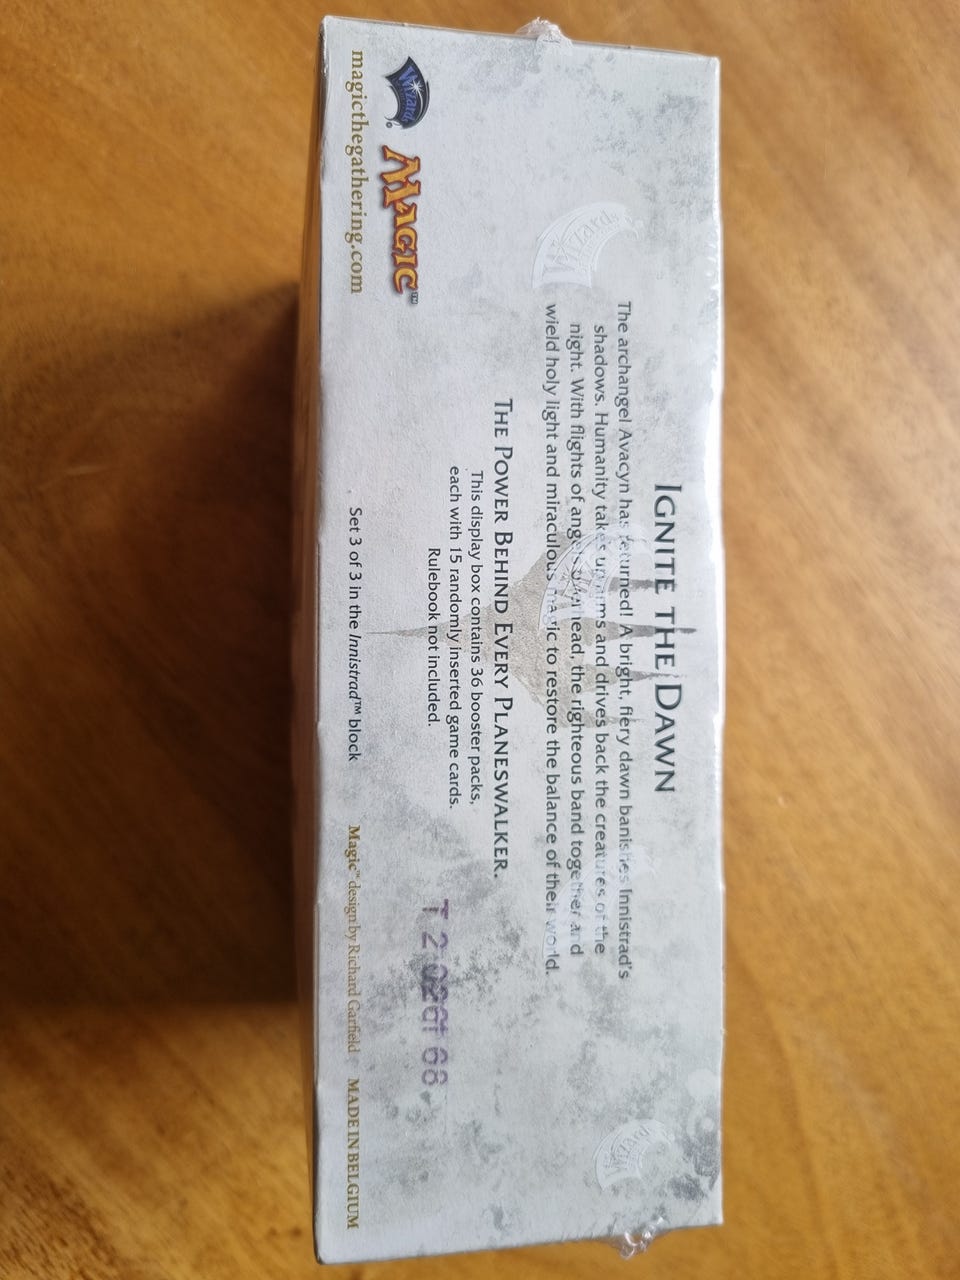 IGNITE THE DAWN
The archangel Avacyn has returned! A bright, fiery dawn banishes Innistrad's
shadows. Humanity takes up arms and drives back the creatures of the
night. With flights of angels overhead, the righteous band together and
wield holy light and miraculous magic to restore the balance of their world.
THE POWER BEHIND EVERY PLANESWALKER.
This display box contains 36 booster packs,
each with 15 randomly inserted game cards.
Rulebook not included.
Wizards
MAGIC™
magicthegathering.com
Set 3 of 3 in the Innistrad™ block
Magic™ design by Richard Garfield
MADE IN BELGIUM
Wizards
Wizards